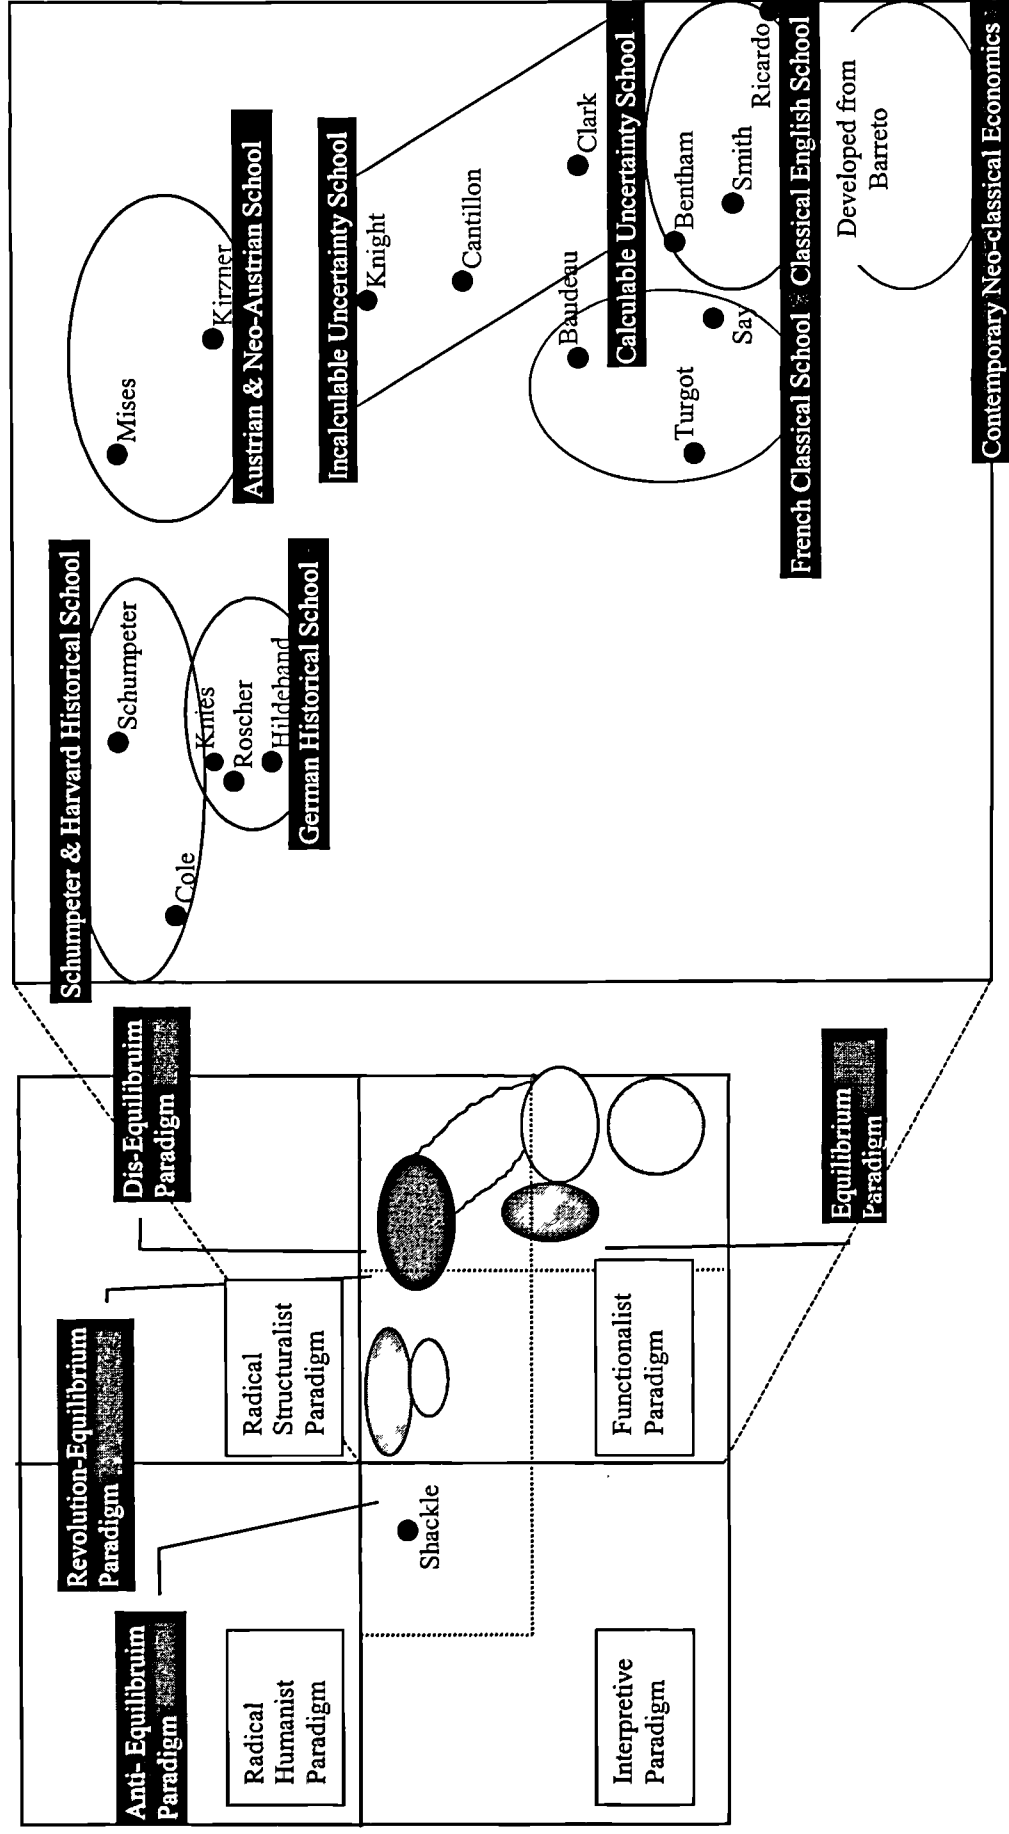 Anti- Equilibruim
Paradigm
Revolution-Equilibrium
Paradigm
Dis-Equilibruim
Paradigm
Radical
Humanist
Paradigm
Radical
Structuralist
Paradigm
Shackle
Interpretive
Paradigm
Functionalist
Paradigm
Equilibrium
Paradigm
Schumpeter & Harvard Historical School
Schumpeter
Cole
Knies
Roscher
Hildeband
German Historical School
Mises
Kirzner
Austrian & Neo-Austrian School
Incalculable Uncertainty School
Knight
Cantillon
Baudeau
Clark
Calculable Uncertainty School
Turgot
Say
Bentham
Smith
Ricardo
French Classical School
Classical English School
Developed from
Barreto
Contemporary Neo-classical Economics